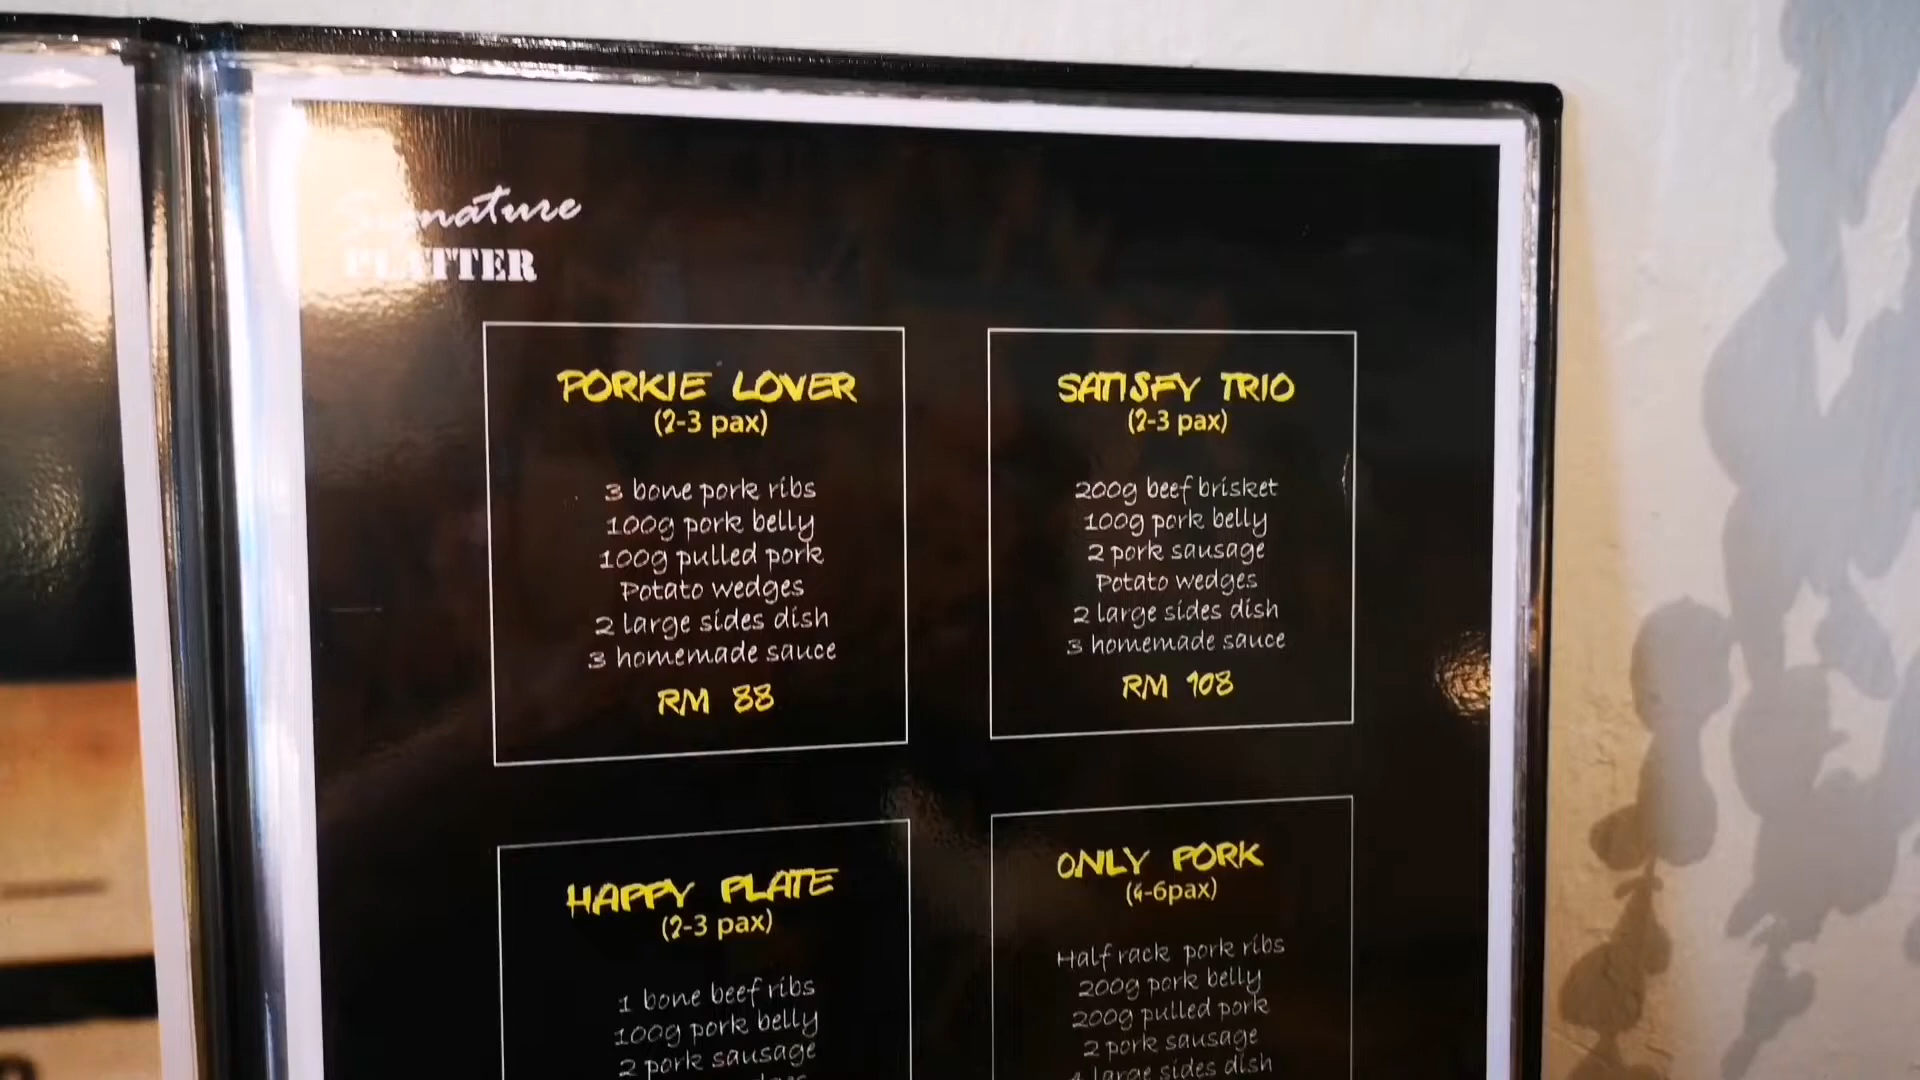 Signature
PLATTER
PORKIE LOVER
(2-3 pax)
3 bone pork ribs
100g pork belly
100g pulled pork
Potato wedges
2 large sides dish
3 homemade sauce
RM 88
SATISFY TRIO
(2-3 pax)
200g beef brisket
100g pork belly
2 pork sausage
Potato wedges
2 large sides dish
3 homemade sauce
RM 108
HAPPY PLATE
(2-3 pax)
1 bone beef ribs
100g pork belly
2 pork sausage
ONLY PORK
(4-6pax)
Half rack pork ribs
200g pork belly
200g pulled pork
2 pork sausage
large sides dish